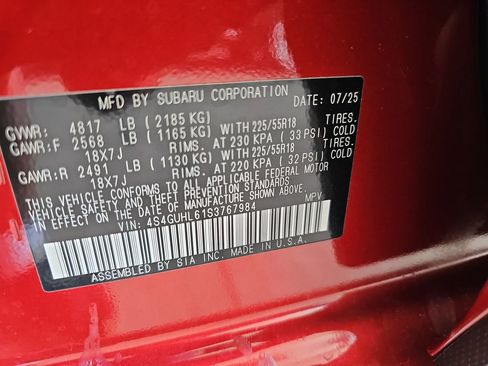 MFD BY SUBARU CORPORATION DATE: 07/25
GVWR: 4817 LB ( 2185 KG) TIRES.
GAWR:F 2568 LB ( 1165 KG) WITH 225/55R18
18X7J RIMS. AT 230 KPA ( 33 PSI) COLD
GAWR:R 2491 LB ( 1130 KG) WITH 225/55R18 TIRES.
18X7J RIMS. AT 220 KPA ( 32 PSI) COLD
THIS VEHICLE CONFORMS TO ALL APPLICABLE FEDERAL MOTOR
VEHICLE SAFETY AND THEFT PREVENTION STANDARDS
IN EFFECT ON THE DATE OF MANUFACTURE SHOWN ABOVE.
VIN: 4S4GUHL61S3767984 MPV
ASSEMBLED BY SIA INC. MADE IN U.S.A.